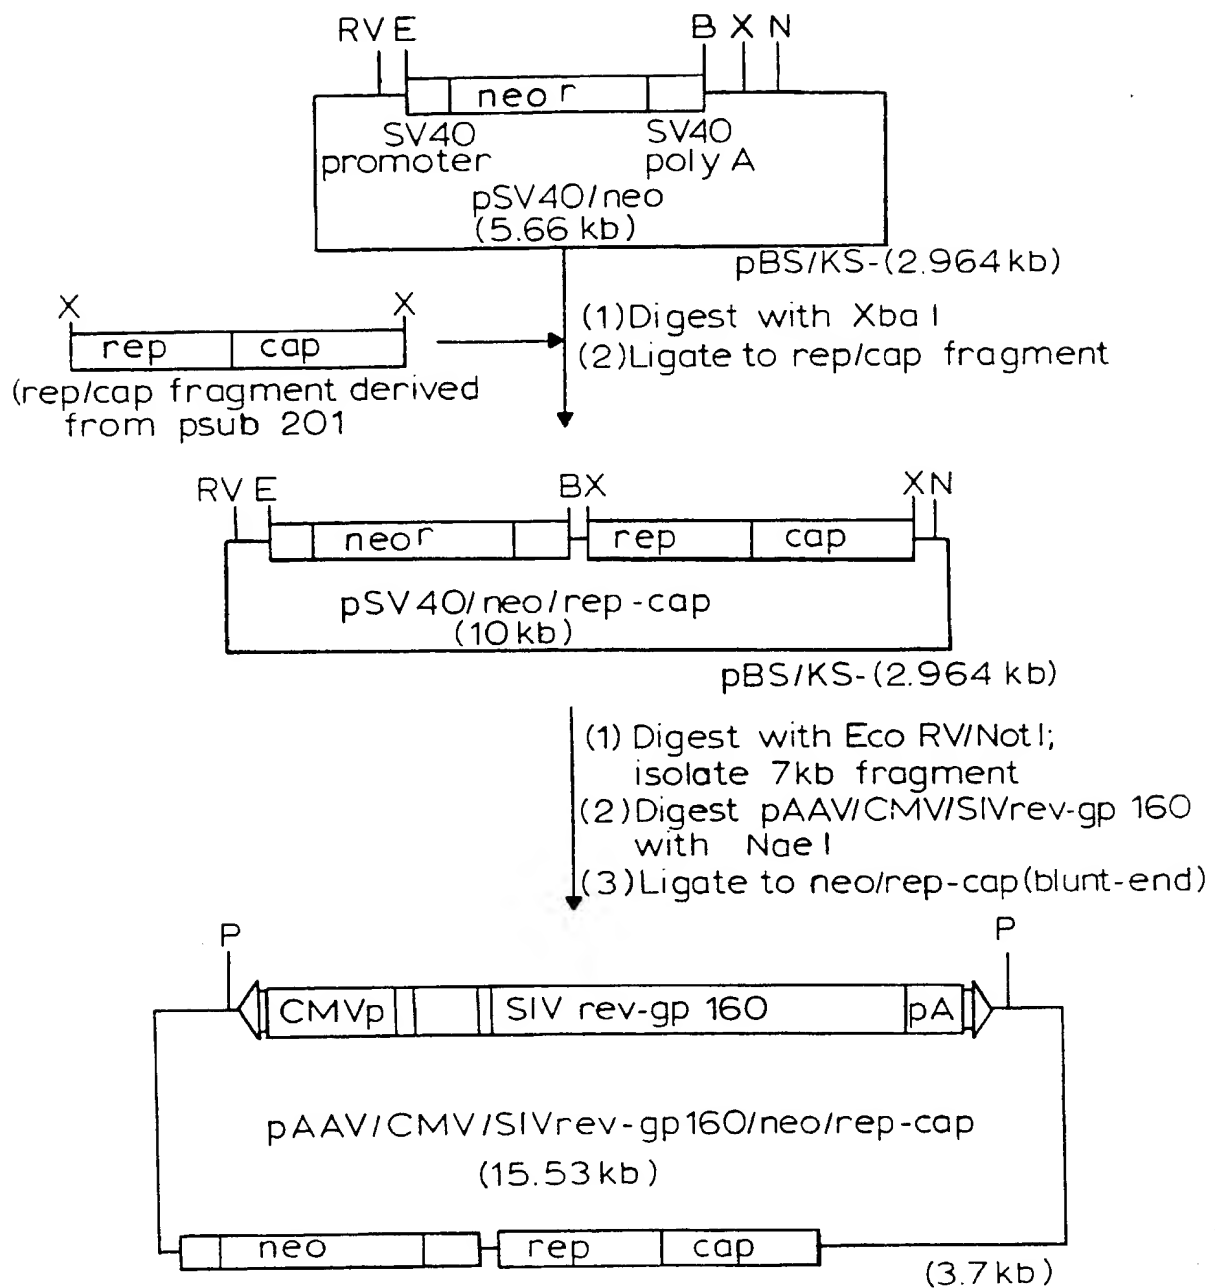 RV E B X N
neo r
SV40 promoter
SV40 poly A
pSV40/neo
(5.66 kb)
pBS/KS-(2.964 kb)
X X
rep cap
(rep/cap fragment derived
from psub 201
(1) Digest with Xba I
(2) Ligate to rep/cap fragment
RV E B X X N
neo r rep cap
pSV40/neo/rep-cap
(10 kb)
pBS/KS-(2.964 kb)
(1) Digest with Eco RV/Not I;
isolate 7kb fragment
(2) Digest pAAV/CMV/SIVrev-gp 160
with Nae I
(3) Ligate to neo/rep-cap (blunt-end)
P P
CMVp SIV rev-gp 160 pA
pAAV/CMV/SIVrev-gp160/neo/rep-cap
(15.53 kb)
neo rep cap
(3.7 kb)